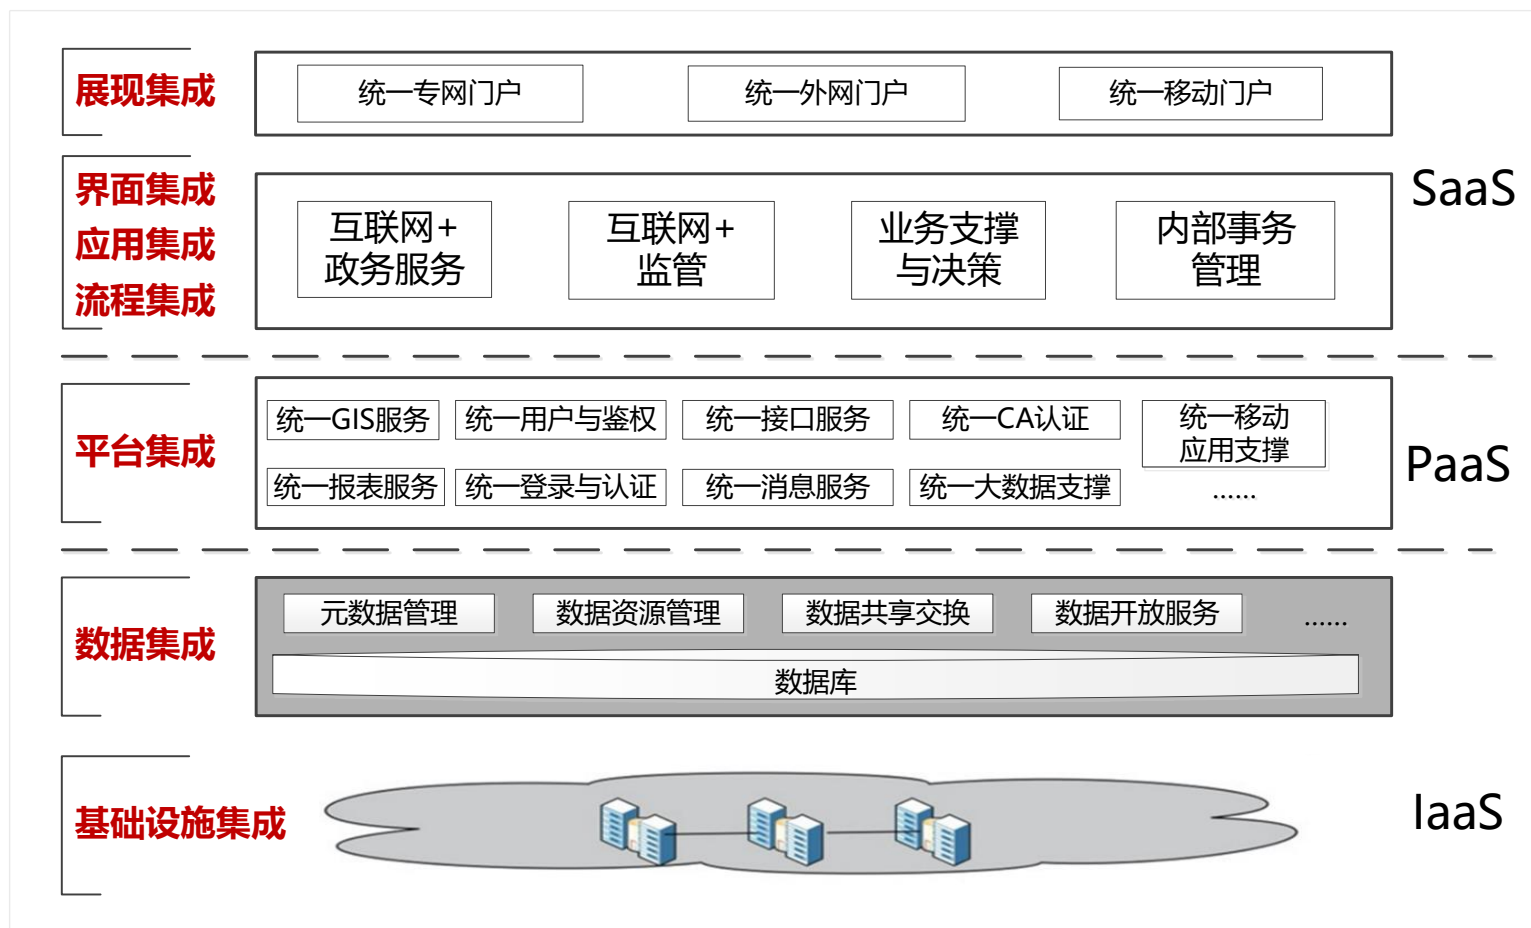 展现集成
统一专网门户
统一外网门户
统一移动门户
SaaS
界面集成
应用集成
流程集成
互联网+
政务服务
互联网+
监管
业务支撑
与决策
内部事务
管理
平台集成
统一GIS服务
统一用户与鉴权
统一接口服务
统一CA认证
统一移动
应用支撑
统一报表服务
统一登录与认证
统一消息服务
统一大数据支撑
……
PaaS
数据集成
元数据管理
数据资源管理
数据共享交换
数据开放服务
……
数据库
基础设施集成
IaaS